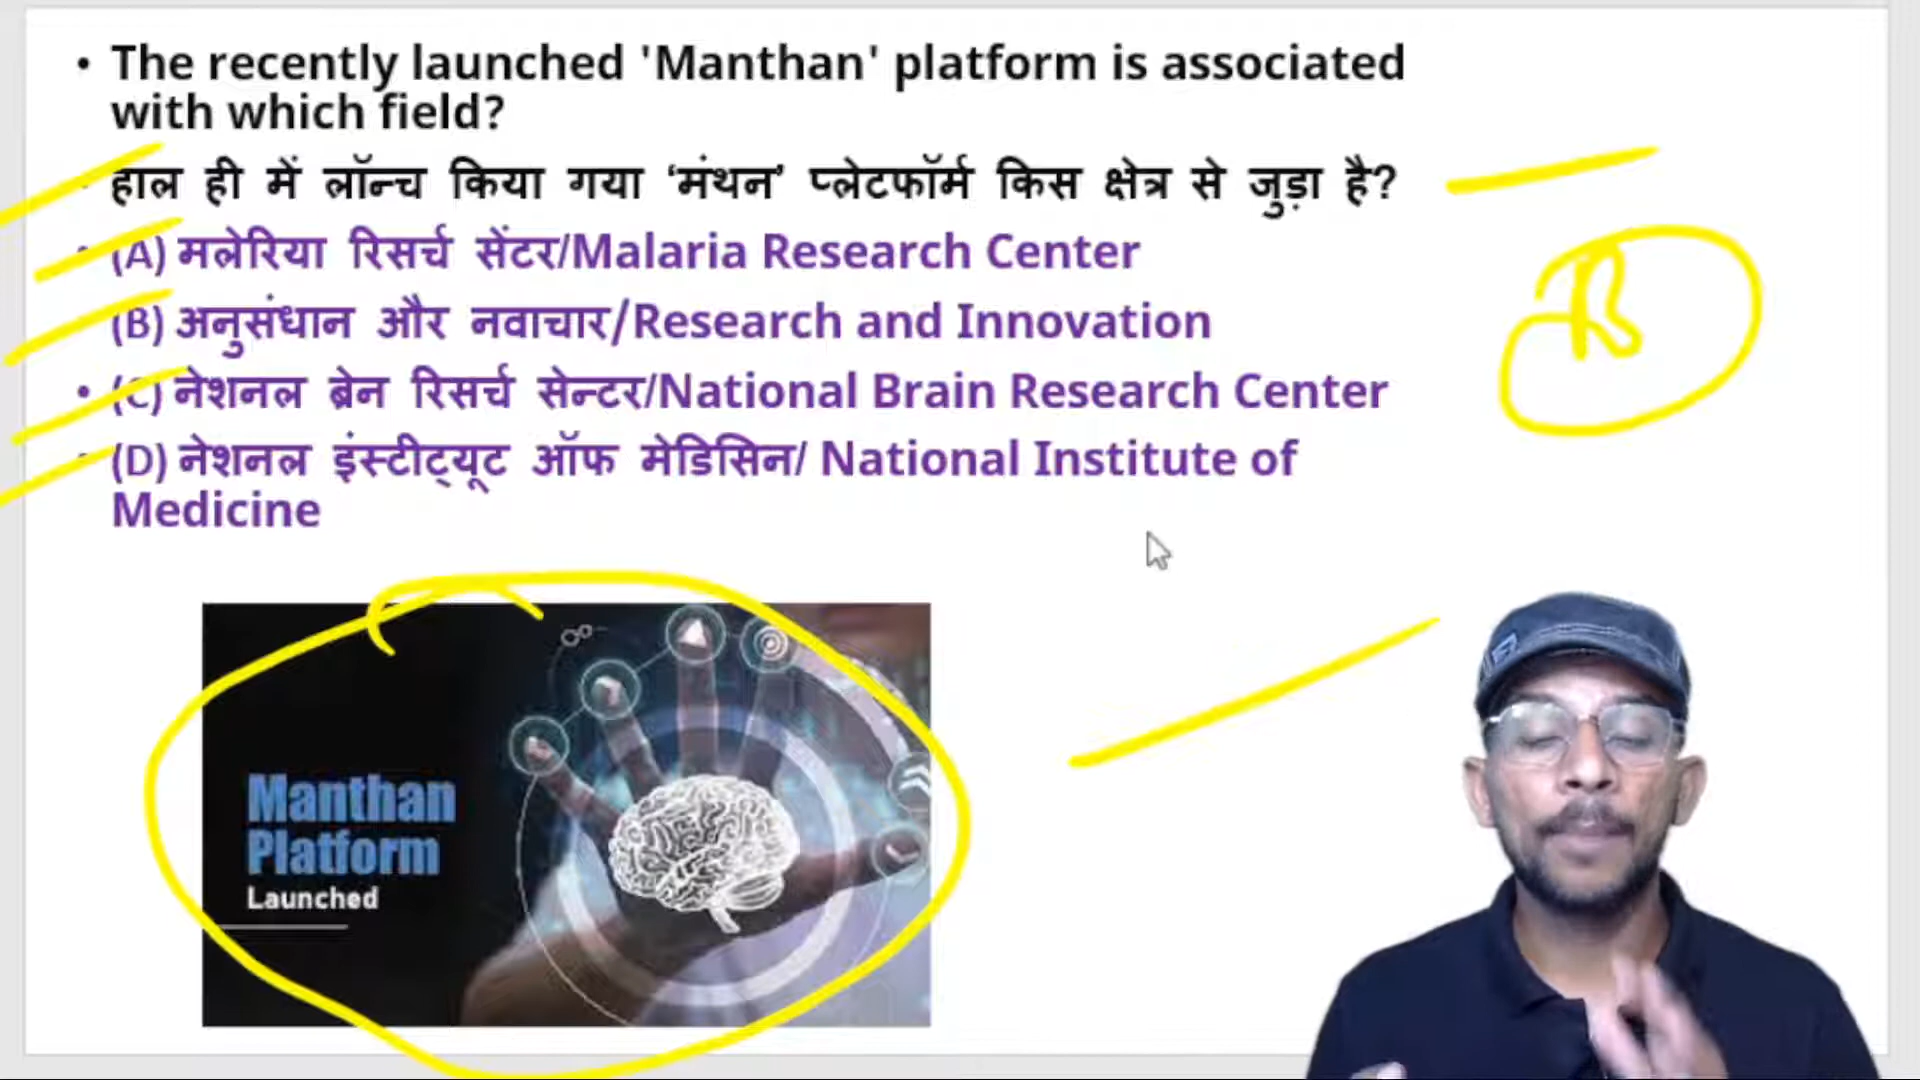 • The recently launched 'Manthan' platform is associated
with which field?
• हाल ही में लॉन्च किया गया ‘मंथन’ प्लेटफॉर्म किस क्षेत्र से जुड़ा है?
• (A) मलेरिया रिसर्च सेंटर/Malaria Research Center
(B) अनुसंधान और नवाचार/Research and Innovation
• (C) नेशनल ब्रेन रिसर्च सेन्टर/National Brain Research Center
• (D) नेशनल इंस्टीट्यूट ऑफ मेडिसिन/ National Institute of
Medicine
B
Manthan
Platform
Launched